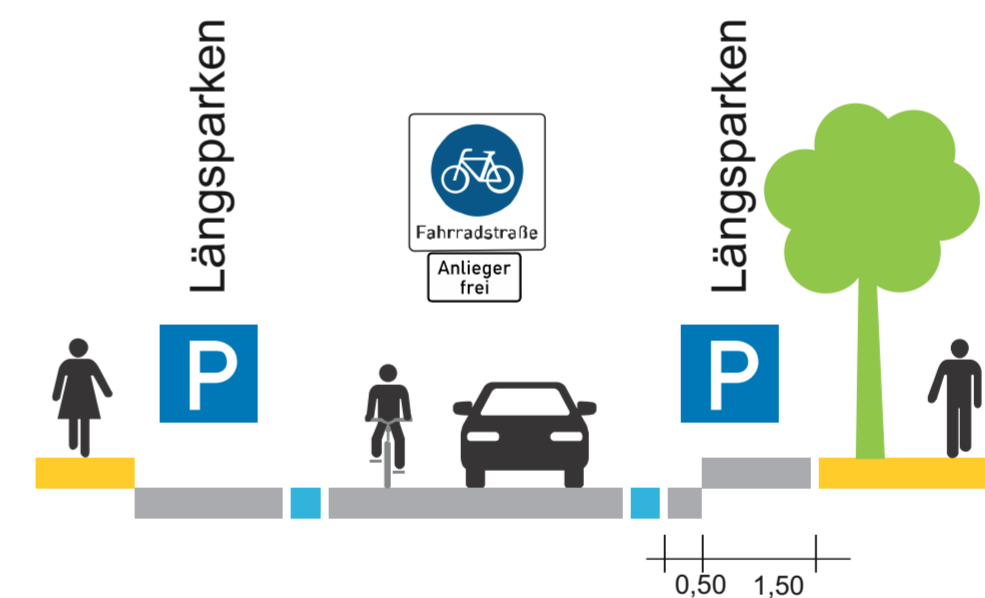 Längsparken
Längsparken
Fahrradstraße
Anlieger
frei
P
P
0,50 1,50